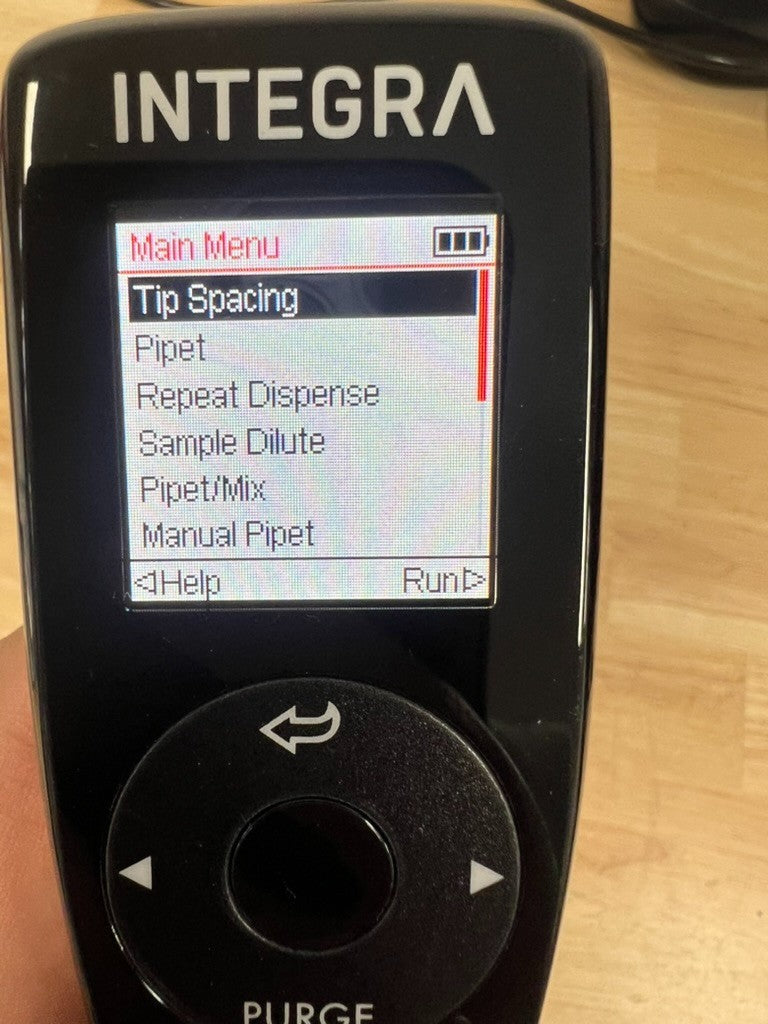 INTEGRA
Main Menu
Tip Spacing
Pipet
Repeat Dispense
Sample Dilute
Pipet/Mix
Manual Pipet
Help Run
PURGE